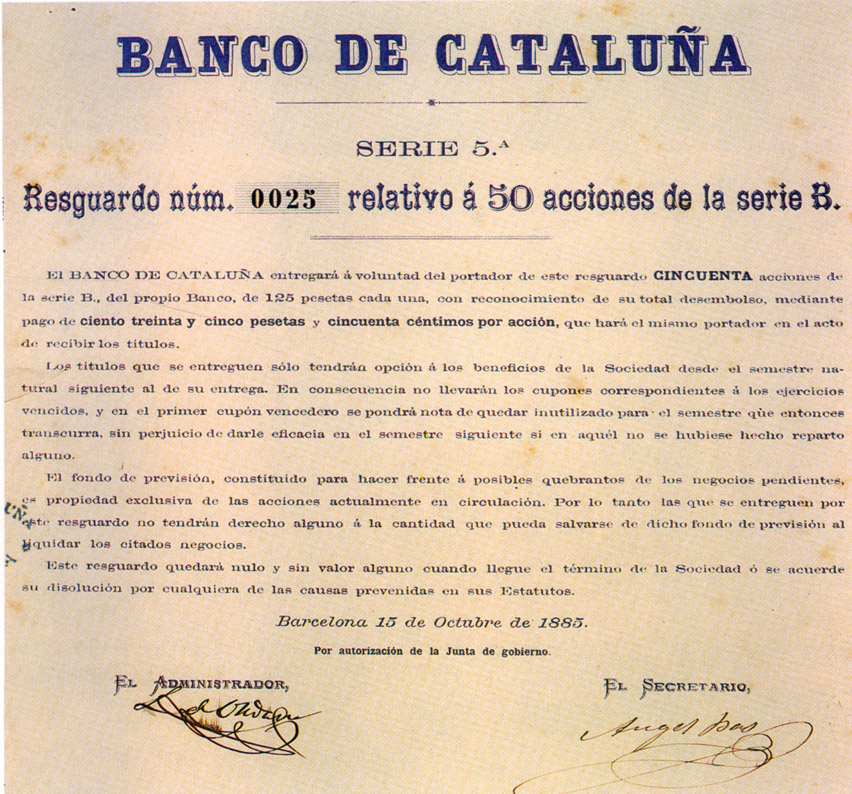 BANCO DE CATALUÑA
SERIE 5.ᴬ
Resguardo núm. 0025 relativo á 50 acciones de la serie B.
El BANCO DE CATALUÑA entregará á voluntad del portador de este resguardo CINCUENTA acciones de
la serie B., del propio Banco, de 125 pesetas cada una, con reconocimiento de su total desembolso, mediante
pago de ciento treinta y cinco pesetas y cincuenta céntimos por acción, que hará el mismo portador en el acto
de recibir los títulos.
Los títulos que se entreguen sólo tendrán opción á los beneficios de la Sociedad desde el semestre na-
tural siguiente al de su entrega. En consecuencia no llevarán los cupones correspondientes á los ejercicios
vencidos, y en el primer cupón vencedero se pondrá nota de quedar inutilizado para el semestre que entonces
transcurra, sin perjuicio de darle eficacia en el semestre siguiente si en aquél no se hubiese hecho reparto
alguno.
El fondo de previsión, constituido para hacer frente á posibles quebrantos de los negocios pendientes,
es propiedad exclusiva de las acciones actualmente en circulación. Por lo tanto las que se entreguen por
este resguardo no tendrán derecho alguno á la cantidad que pueda salvarse de dicho fondo de previsión al
liquidar los citados negocios.
Este resguardo quedará nulo y sin valor alguno cuando llegue el término de la Sociedad ó se acuerde
su disolución por cualquiera de las causas prevenidas en sus Estatutos.
Barcelona 15 de Octubre de 1885.
Por autorización de la Junta de gobierno.
El Administrador,
El Secretario,
Angel Bas